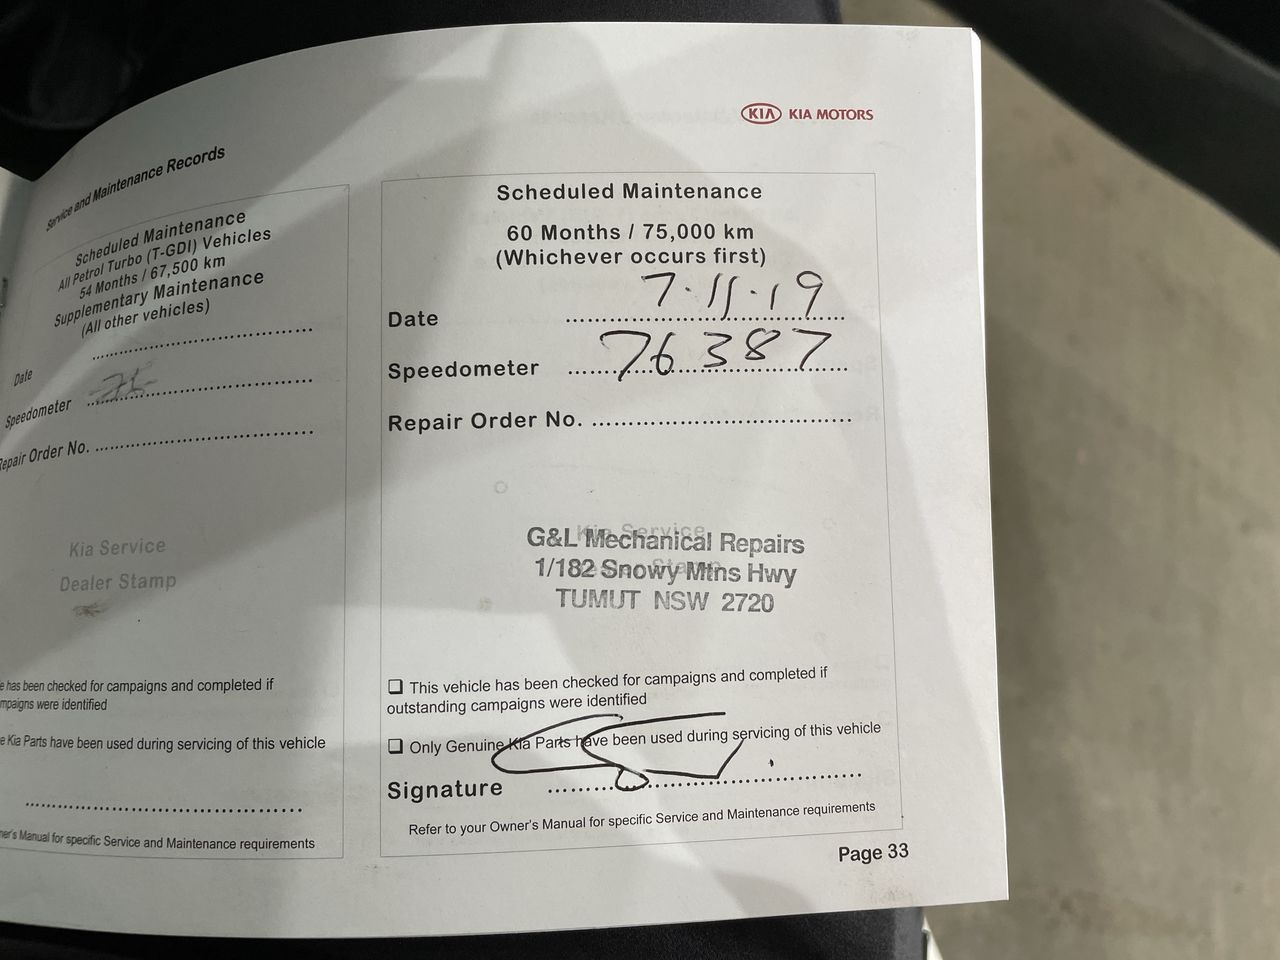 Service and Maintenance Records
Scheduled Maintenance
All Petrol Turbo (T-GDI) Vehicles
54 Months / 67,500 km
Supplementary Maintenance
(All other vehicles)
Date
Speedometer
Repair Order No.
Kia Service
Dealer Stamp
e has been checked for campaigns and completed if
mpaigns were identified
e Kia Parts have been used during servicing of this vehicle
ner's Manual for specific Service and Maintenance requirements
KIA KIA MOTORS
Scheduled Maintenance
60 Months / 75,000 km
(Whichever occurs first)
Date 7.11.19
Speedometer 76387
Repair Order No.
Kia Service
G&L Mechanical Repairs
1/182 Snowy Mtns Hwy
TUMUT NSW 2720
❏ This vehicle has been checked for campaigns and completed if
outstanding campaigns were identified
❏ Only Genuine Kia Parts have been used during servicing of this vehicle
Signature
Refer to your Owner's Manual for specific Service and Maintenance requirements
Page 33